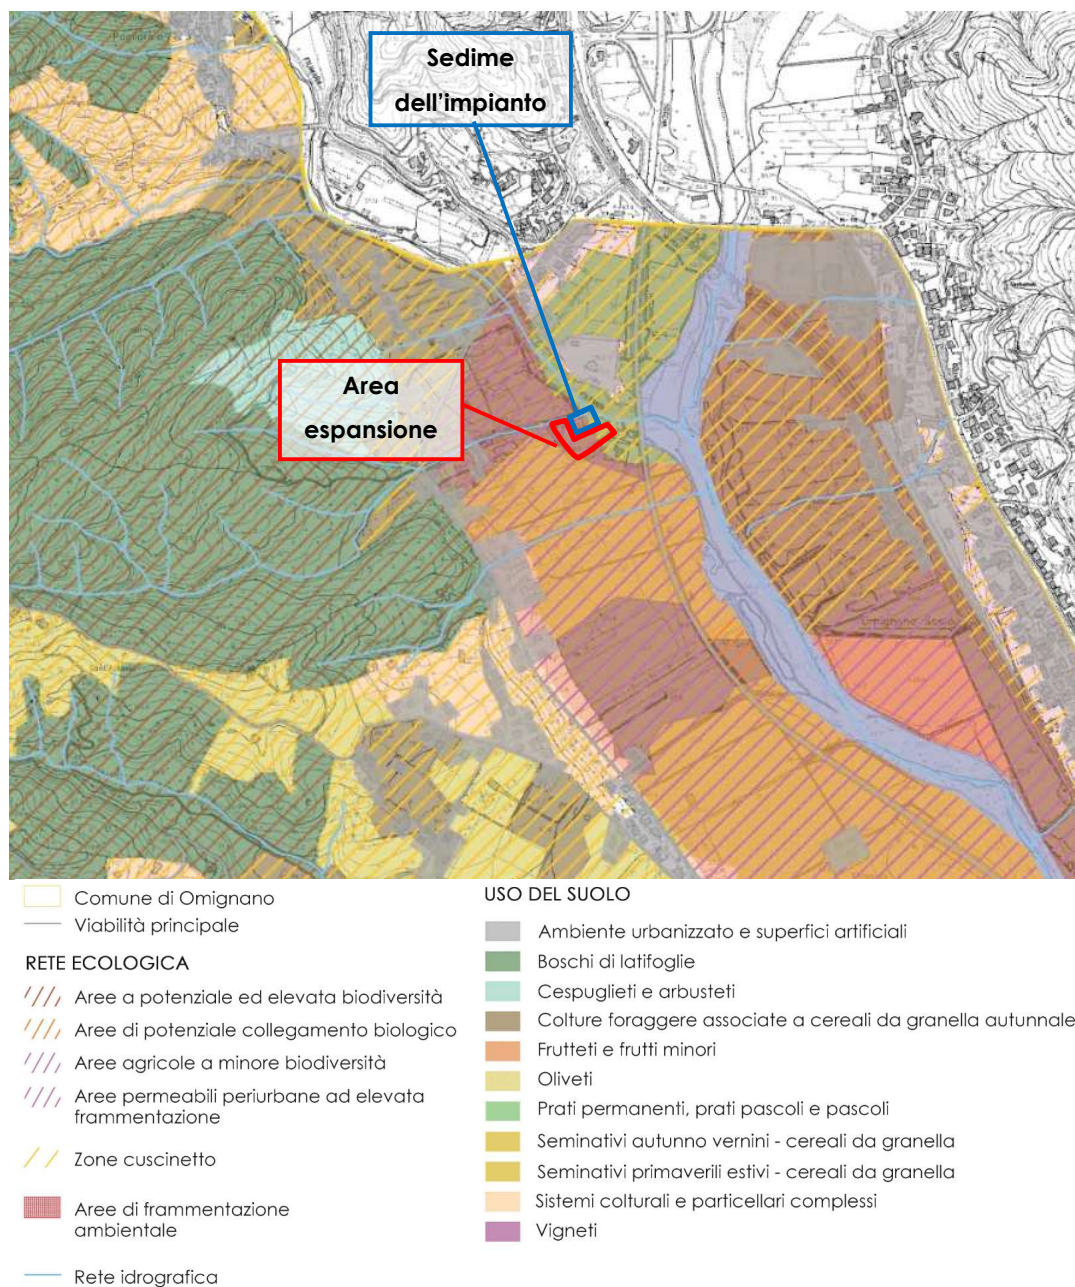 Sedime
dell'impianto
Area
espansione
Comune di Omignano
Viabilità principale
RETE ECOLOGICA
Aree a potenziale ed elevata biodiversità
Aree di potenziale collegamento biologico
Aree agricole a minore biodiversità
Aree permeabili periurbane ad elevata
frammentazione
Zone cuscinetto
Aree di frammentazione
ambientale
Rete idrografica
USO DEL SUOLO
Ambiente urbanizzato e superfici artificiali
Boschi di latifoglie
Cespuglieti e arbusteti
Colture foraggere associate a cereali da granella autunnale
Frutteti e frutti minori
Oliveti
Prati permanenti, prati pascoli e pascoli
Seminativi autunno vernini - cereali da granella
Seminativi primaverili estivi - cereali da granella
Sistemi colturali e particellari complessi
Vigneti